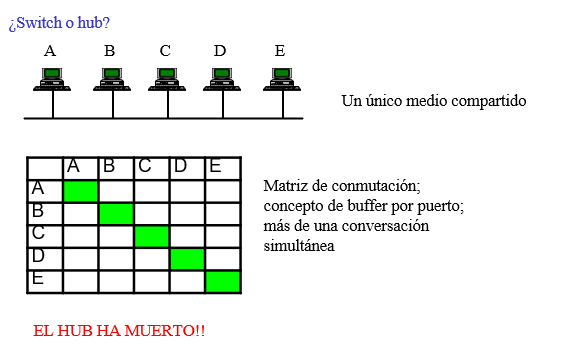 ¿Switch o hub?
A B C D E
Un único medio compartido
A B C D E
A
B
C
D
E
Matriz de conmutación;
concepto de buffer por puerto;
más de una conversación
simultánea
EL HUB HA MUERTO!!